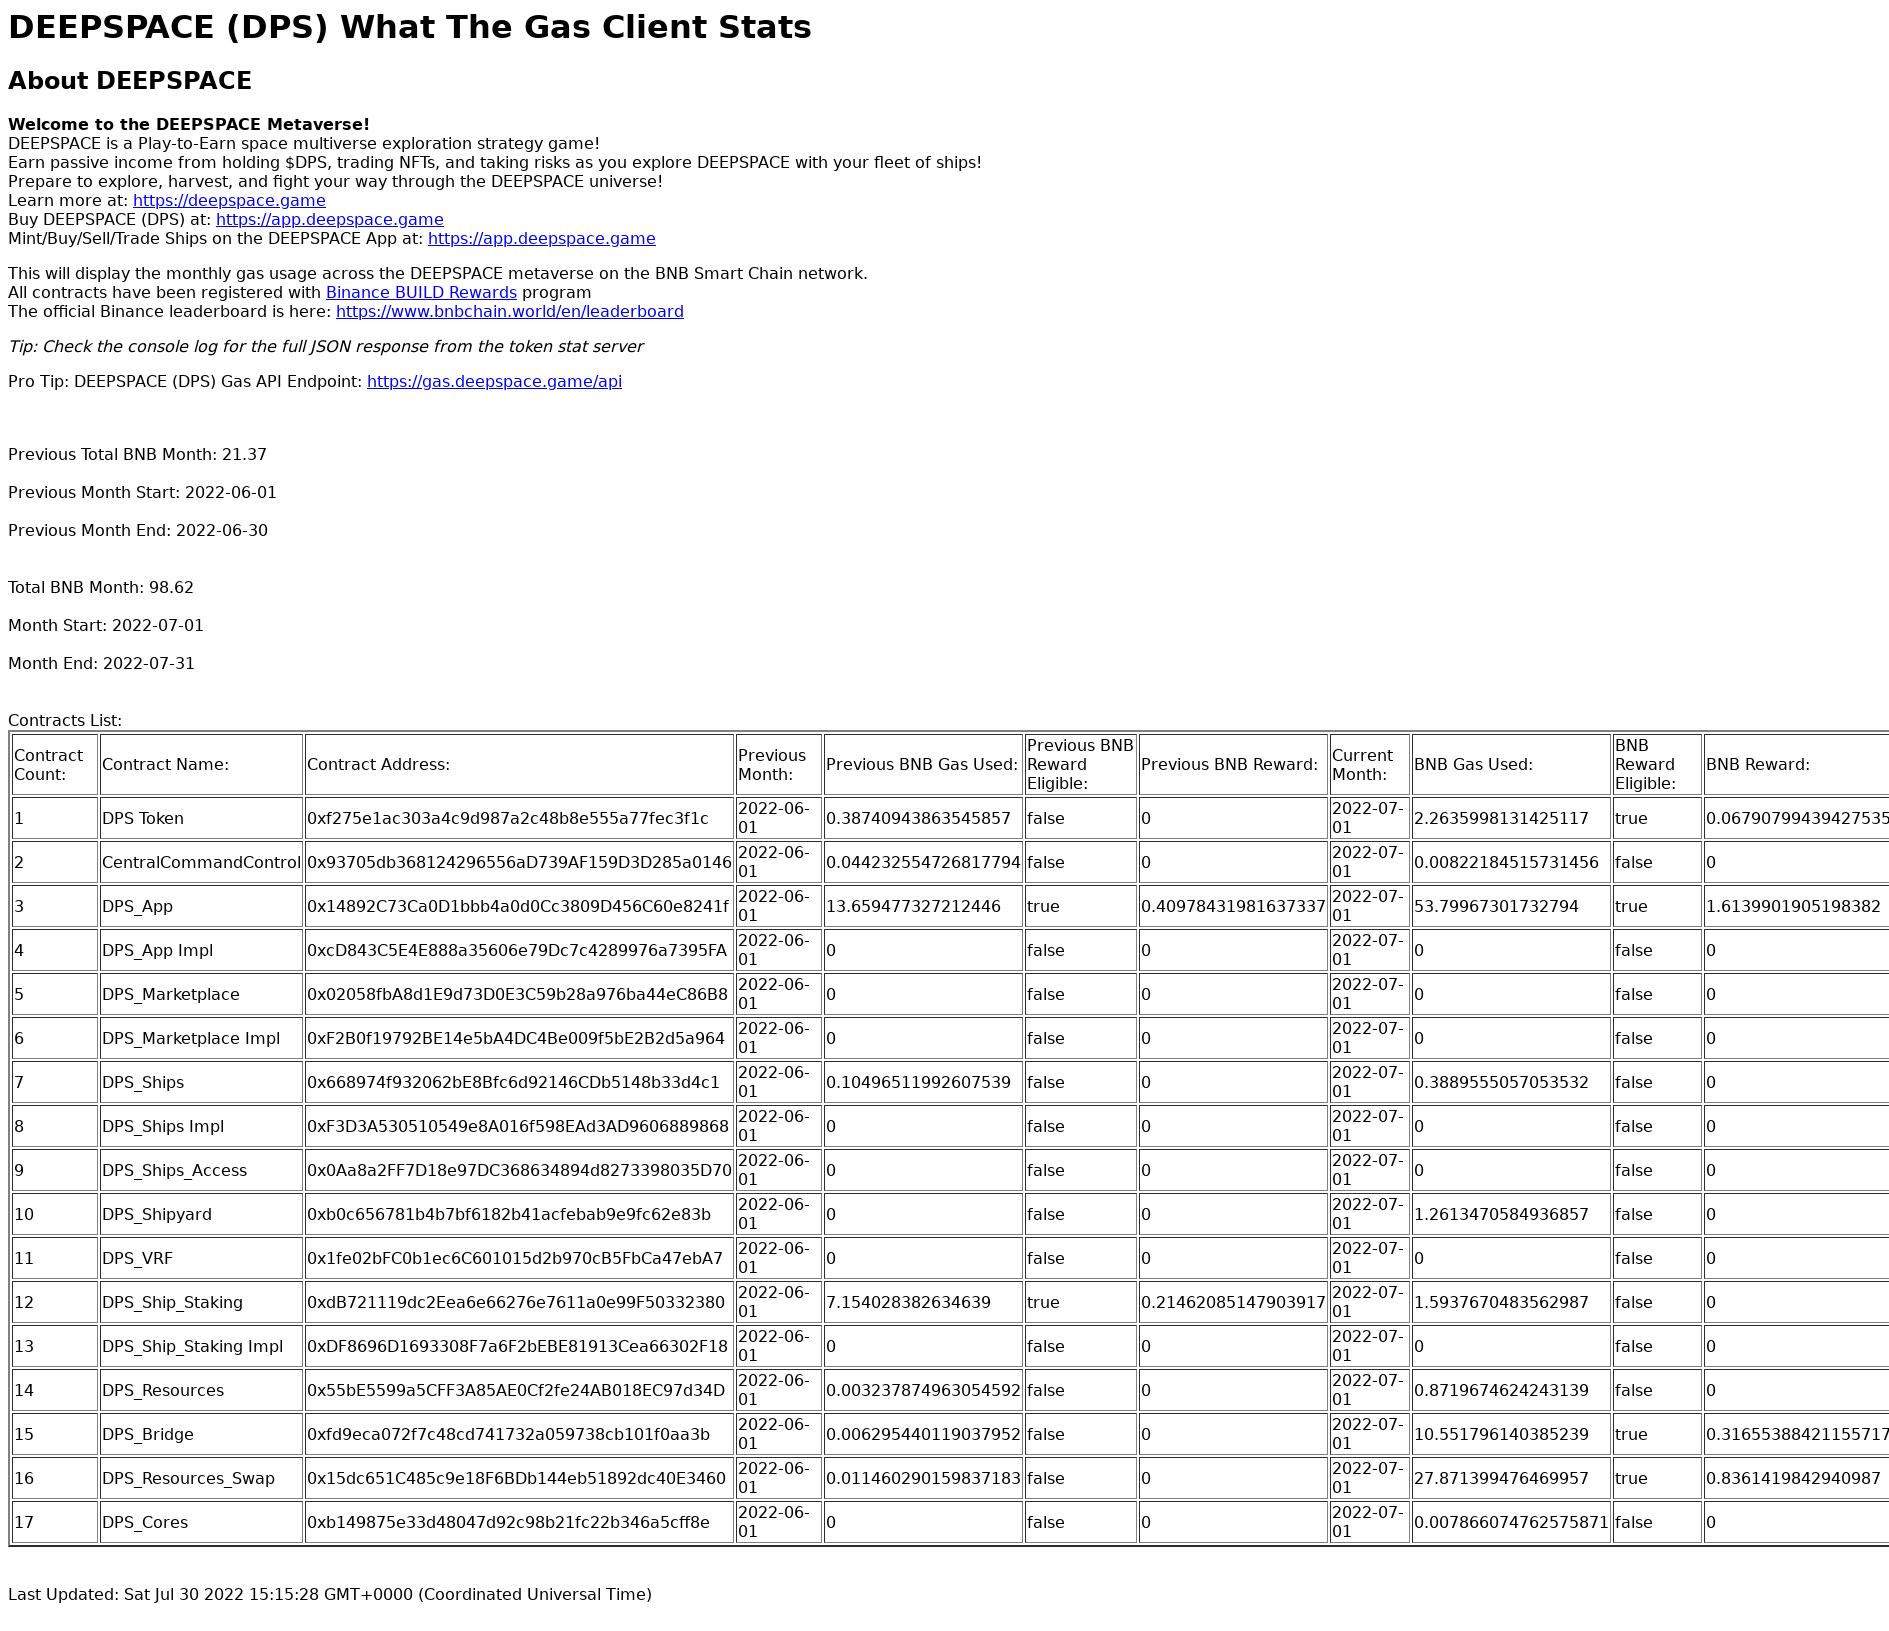 DEEPSPACE (DPS) What The Gas Client Stats
About DEEPSPACE
Welcome to the DEEPSPACE Metaverse!
DEEPSPACE is a Play-to-Earn space multiverse exploration strategy game!
Earn passive income from holding $DPS, trading NFTs, and taking risks as you explore DEEPSPACE with your fleet of ships!
Prepare to explore, harvest, and fight your way through the DEEPSPACE universe!
Learn more at: https://deepspace.game
Buy DEEPSPACE (DPS) at: https://app.deepspace.game
Mint/Buy/Sell/Trade Ships on the DEEPSPACE App at: https://app.deepspace.game
This will display the monthly gas usage across the DEEPSPACE metaverse on the BNB Smart Chain network.
All contracts have been registered with Binance BUILD Rewards program
The official Binance leaderboard is here: https://www.bnbchain.world/en/leaderboard
Tip: Check the console log for the full JSON response from the token stat server
Pro Tip: DEEPSPACE (DPS) Gas API Endpoint: https://gas.deepspace.game/api
Previous Total BNB Month: 21.37
Previous Month Start: 2022-06-01
Previous Month End: 2022-06-30
Total BNB Month: 98.62
Month Start: 2022-07-01
Month End: 2022-07-31
Contracts List:
Contract Count: Contract Name: Contract Address: Previous Month: Previous BNB Gas Used: Previous BNB Reward Eligible: Previous BNB Reward: Current Month: BNB Gas Used: BNB Reward Eligible: BNB Reward:
1 DPS Token 0xf275e1ac303a4c9d987a2c48b8e555a77fec3f1c 2022-06-01 0.38740943863545857 false 0 2022-07-01 2.2635998131425117 true 0.06790799439427535
2 CentralCommandControl 0x93705db368124296556aD739AF159D3D285a0146 2022-06-01 0.044232554726817794 false 0 2022-07-01 0.00822184515731456 false 0
3 DPS_App 0x14892C73Ca0D1bbb4a0d0Cc3809D456C60e8241f 2022-06-01 13.659477327212446 true 0.40978431981637337 2022-07-01 53.79967301732794 true 1.6139901905198382
4 DPS_App Impl 0xcD843C5E4E888a35606e79Dc7c4289976a7395FA 2022-06-01 0 false 0 2022-07-01 0 false 0
5 DPS_Marketplace 0x02058fbA8d1E9d73D0E3C59b28a976ba44eC86B8 2022-06-01 0 false 0 2022-07-01 0 false 0
6 DPS_Marketplace Impl 0xF2B0f19792BE14e5bA4DC4Be009f5bE2B2d5a964 2022-06-01 0 false 0 2022-07-01 0 false 0
7 DPS_Ships 0x668974f932062bE8Bfc6d92146CDb5148b33d4c1 2022-06-01 0.10496511992607539 false 0 2022-07-01 0.3889555057053532 false 0
8 DPS_Ships Impl 0xF3D3A530510549e8A016f598EAd3AD9606889868 2022-06-01 0 false 0 2022-07-01 0 false 0
9 DPS_Ships_Access 0x0Aa8a2FF7D18e97DC368634894d8273398035D70 2022-06-01 0 false 0 2022-07-01 0 false 0
10 DPS_Shipyard 0xb0c656781b4b7bf6182b41acfebab9e9fc62e83b 2022-06-01 0 false 0 2022-07-01 1.2613470584936857 false 0
11 DPS_VRF 0x1fe02bFC0b1ec6C601015d2b970cB5FbCa47ebA7 2022-06-01 0 false 0 2022-07-01 0 false 0
12 DPS_Ship_Staking 0xdB721119dc2Eea6e66276e7611a0e99F50332380 2022-06-01 7.154028382634639 true 0.21462085147903917 2022-07-01 1.5937670483562987 false 0
13 DPS_Ship_Staking Impl 0xDF8696D1693308F7a6F2bEBE81913Cea66302F18 2022-06-01 0 false 0 2022-07-01 0 false 0
14 DPS_Resources 0x55bE5599a5CFF3A85AE0Cf2fe24AB018EC97d34D 2022-06-01 0.003237874963054592 false 0 2022-07-01 0.8719674624243139 false 0
15 DPS_Bridge 0xfd9eca072f7c48cd741732a059738cb101f0aa3b 2022-06-01 0.006295440119037952 false 0 2022-07-01 10.551796140385239 true 0.31655388421155717
16 DPS_Resources_Swap 0x15dc651C485c9e18F6BDb144eb51892dc40E3460 2022-06-01 0.011460290159837183 false 0 2022-07-01 27.871399476469957 true 0.8361419842940987
17 DPS_Cores 0xb149875e33d48047d92c98b21fc22b346a5cff8e 2022-06-01 0 false 0 2022-07-01 0.007866074762575871 false 0
Last Updated: Sat Jul 30 2022 15:15:28 GMT+0000 (Coordinated Universal Time)